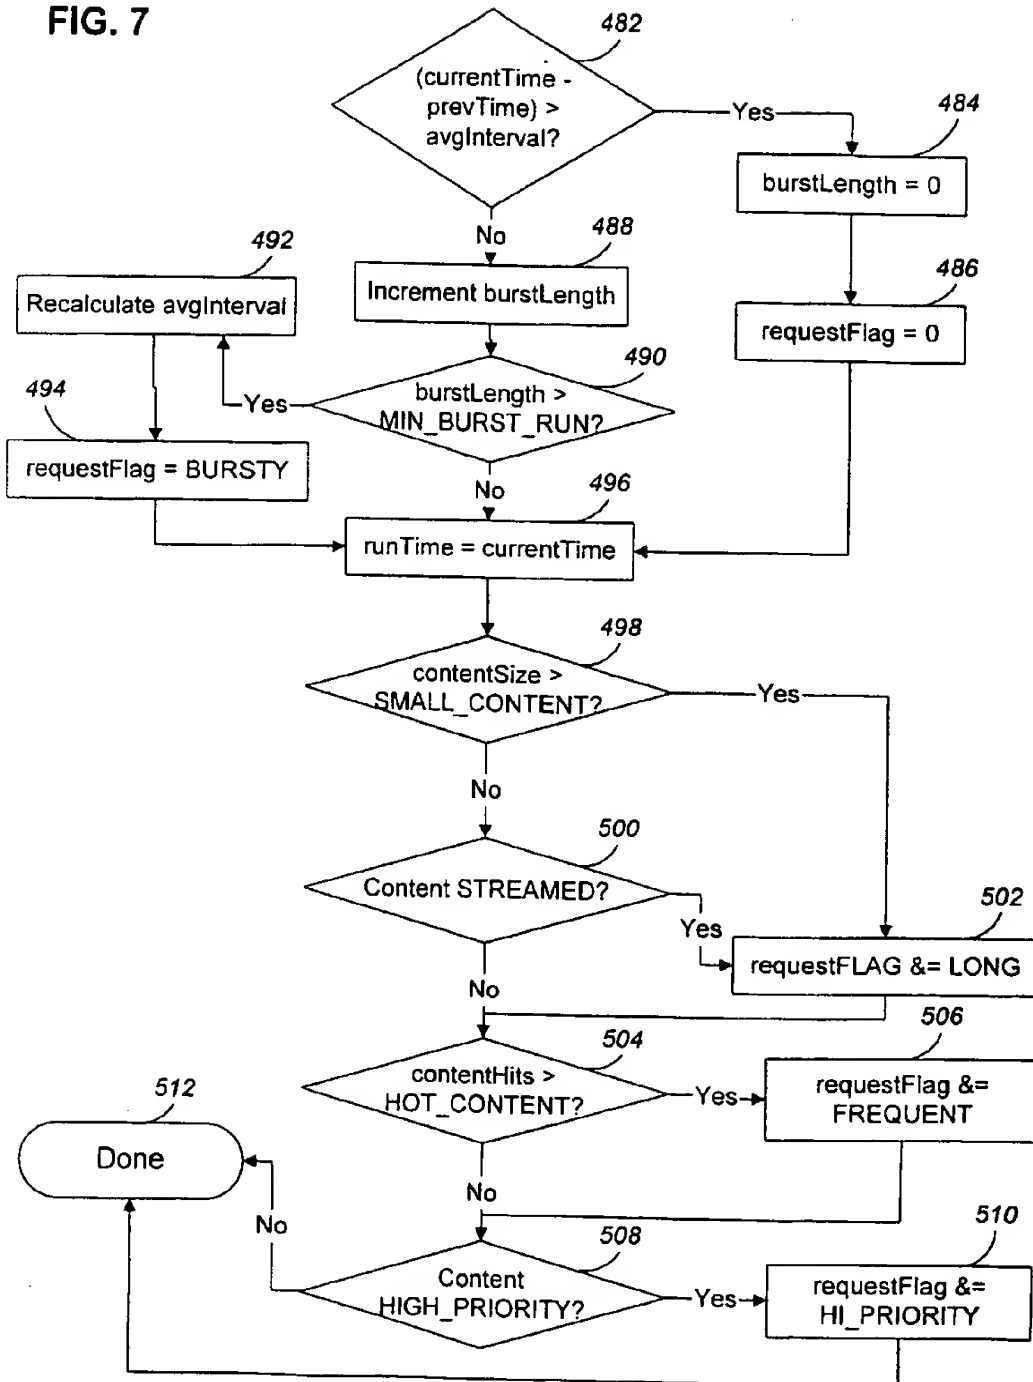 FIG. 7
482
(currentTime -
prevTime) >
avgInterval?
Yes
484
burstLength = 0
No
488
Increment burstLength
492
Recalculate avgInterval
486
requestFlag = 0
490
burstLength >
MIN_BURST_RUN?
Yes
494
requestFlag = BURSTY
No
496
runTime = currentTime
498
contentSize >
SMALL_CONTENT?
Yes
No
500
Content STREAMED?
Yes
502
requestFLAG &= LONG
No
504
contentHits >
HOT_CONTENT?
Yes
506
requestFlag &=
FREQUENT
512
Done
No
No
508
Content
HIGH_PRIORITY?
Yes
510
requestFlag &=
HI_PRIORITY